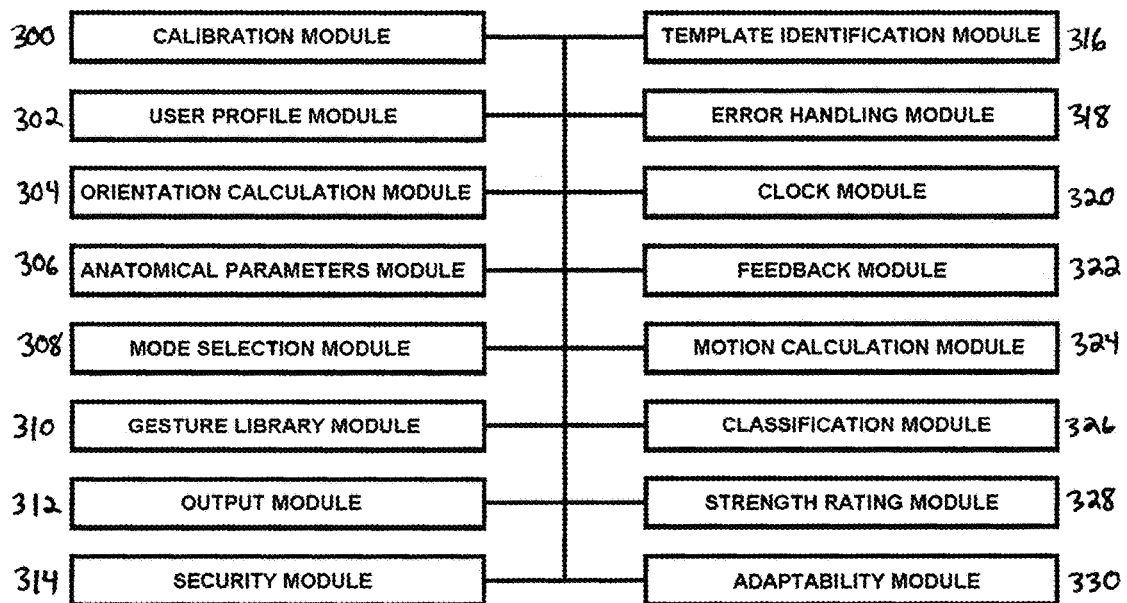 300 CALIBRATION MODULE
TEMPLATE IDENTIFICATION MODULE 316
302 USER PROFILE MODULE
ERROR HANDLING MODULE 318
304 ORIENTATION CALCULATION MODULE
CLOCK MODULE 320
306 ANATOMICAL PARAMETERS MODULE
FEEDBACK MODULE 322
308 MODE SELECTION MODULE
MOTION CALCULATION MODULE 324
310 GESTURE LIBRARY MODULE
CLASSIFICATION MODULE 326
312 OUTPUT MODULE
STRENGTH RATING MODULE 328
314 SECURITY MODULE
ADAPTABILITY MODULE 330